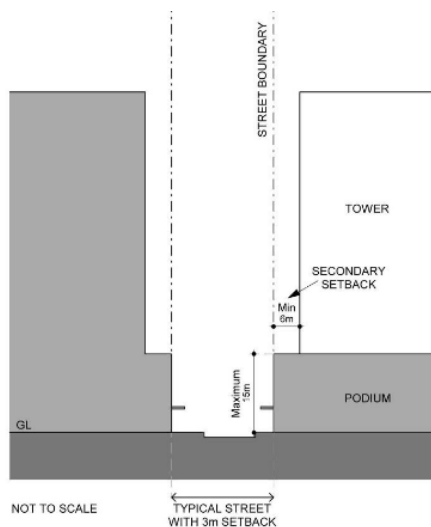 STREET BOUNDARY
TOWER
SECONDARY
SETBACK
Min
6m
Maximum
15m
PODIUM
GL
NOT TO SCALE
TYPICAL STREET
WITH 3m SETBACK